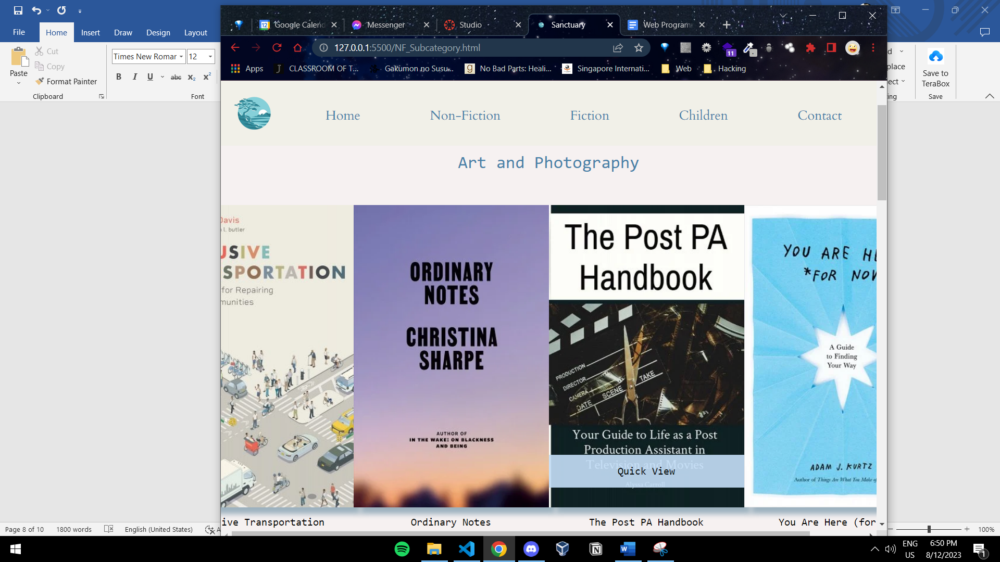 Google Calend
Messenger
Studio
Sanctuary
Web Program
File
Home
Insert
Draw
Design
Layout
127.0.0.1:5500/NF_Subcategory.html
11
Cut
Copy
Paste
Format Painter
Clipboard
Times New Roman
12
B I U abc x₂ x²
Font
Apps
CLASSROOM OF T...
Gakumon no Susu...
No Bad Parts: Heali...
Singapore Internati...
Web
Hacking
d
place
ect
ing
Save to
TeraBox
Save
Home
Non-Fiction
Fiction
Children
Contact
Art and Photography
Davis
l. butler
USIVE
SPORTATION
for Repairing
munities
ORDINARY
NOTES
CHRISTINA
SHARPE
AUTHOR OF
IN THE WAKE: ON BLACKNESS
AND BEING
The Post PA
Handbook
PRODUCTION
DIRECTOR
CAMERA
DATE SCENE TAKE
Your Guide to Life as a Post
Production Assistant in
Television and Movies
Quick View
Alyssa Carroll
YOU ARE HE
*FOR NOW
A Guide
to Finding
Your Way
ADAM J. KURTZ
Author of Things Are What You Make of
ive Transportation
Ordinary Notes
The Post PA Handbook
You Are Here (for
Page 8 of 10
1800 words
English (United States)
100%
ENG
US
6:50 PM
8/12/2023
1